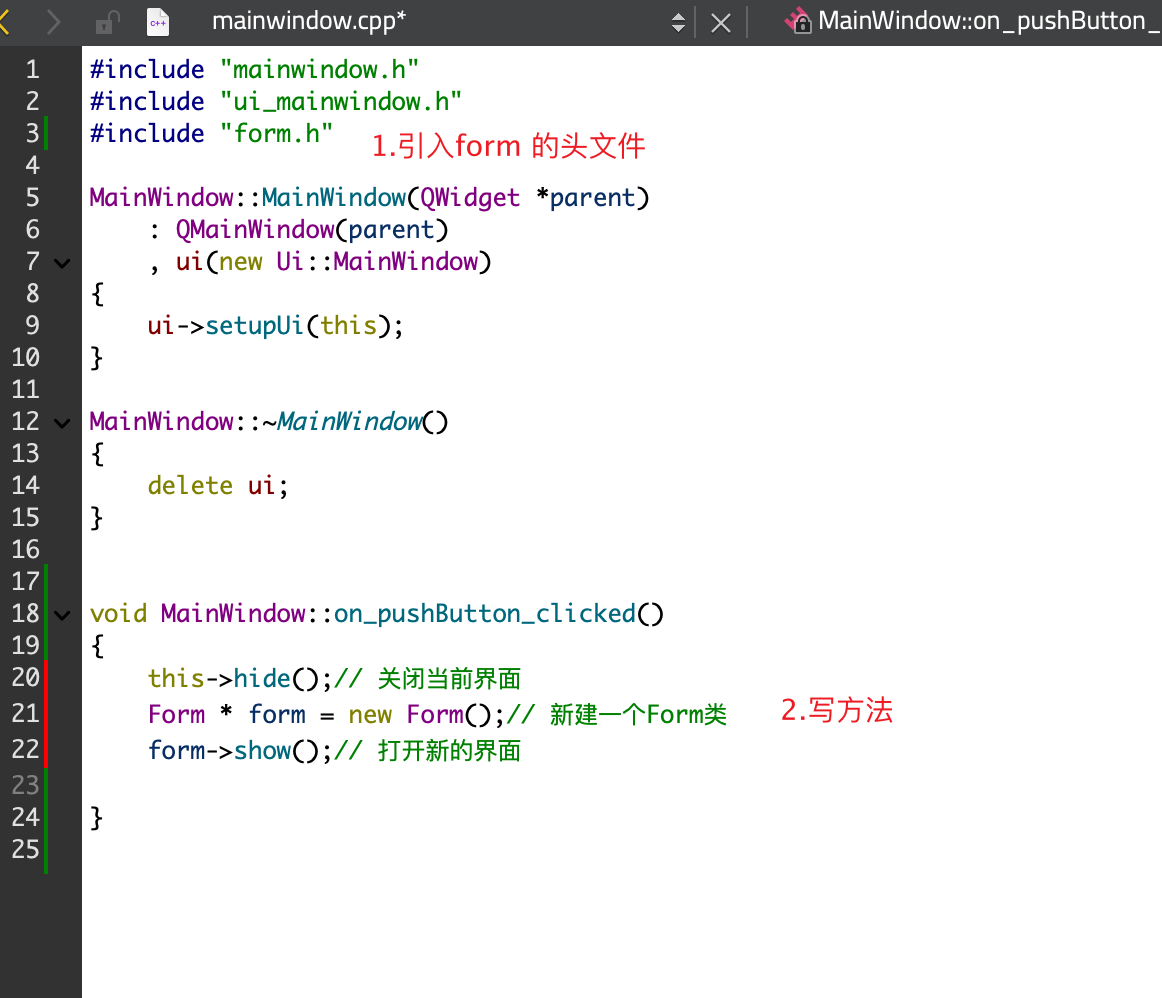 mainwindow.cpp*
MainWindow::on_pushButton_
1 #include "mainwindow.h"
2 #include "ui_mainwindow.h"
3 #include "form.h"
1.引入form 的头文件
4
5 MainWindow::MainWindow(QWidget *parent)
6     : QMainWindow(parent)
7     , ui(new Ui::MainWindow)
8 {
9     ui->setupUi(this);
10 }
11
12 MainWindow::~MainWindow()
13 {
14     delete ui;
15 }
16
17
18 void MainWindow::on_pushButton_clicked()
19 {
20     this->hide();// 关闭当前界面
21     Form * form = new Form();// 新建一个Form类
2.写方法
22     form->show();// 打开新的界面
23
24 }
25